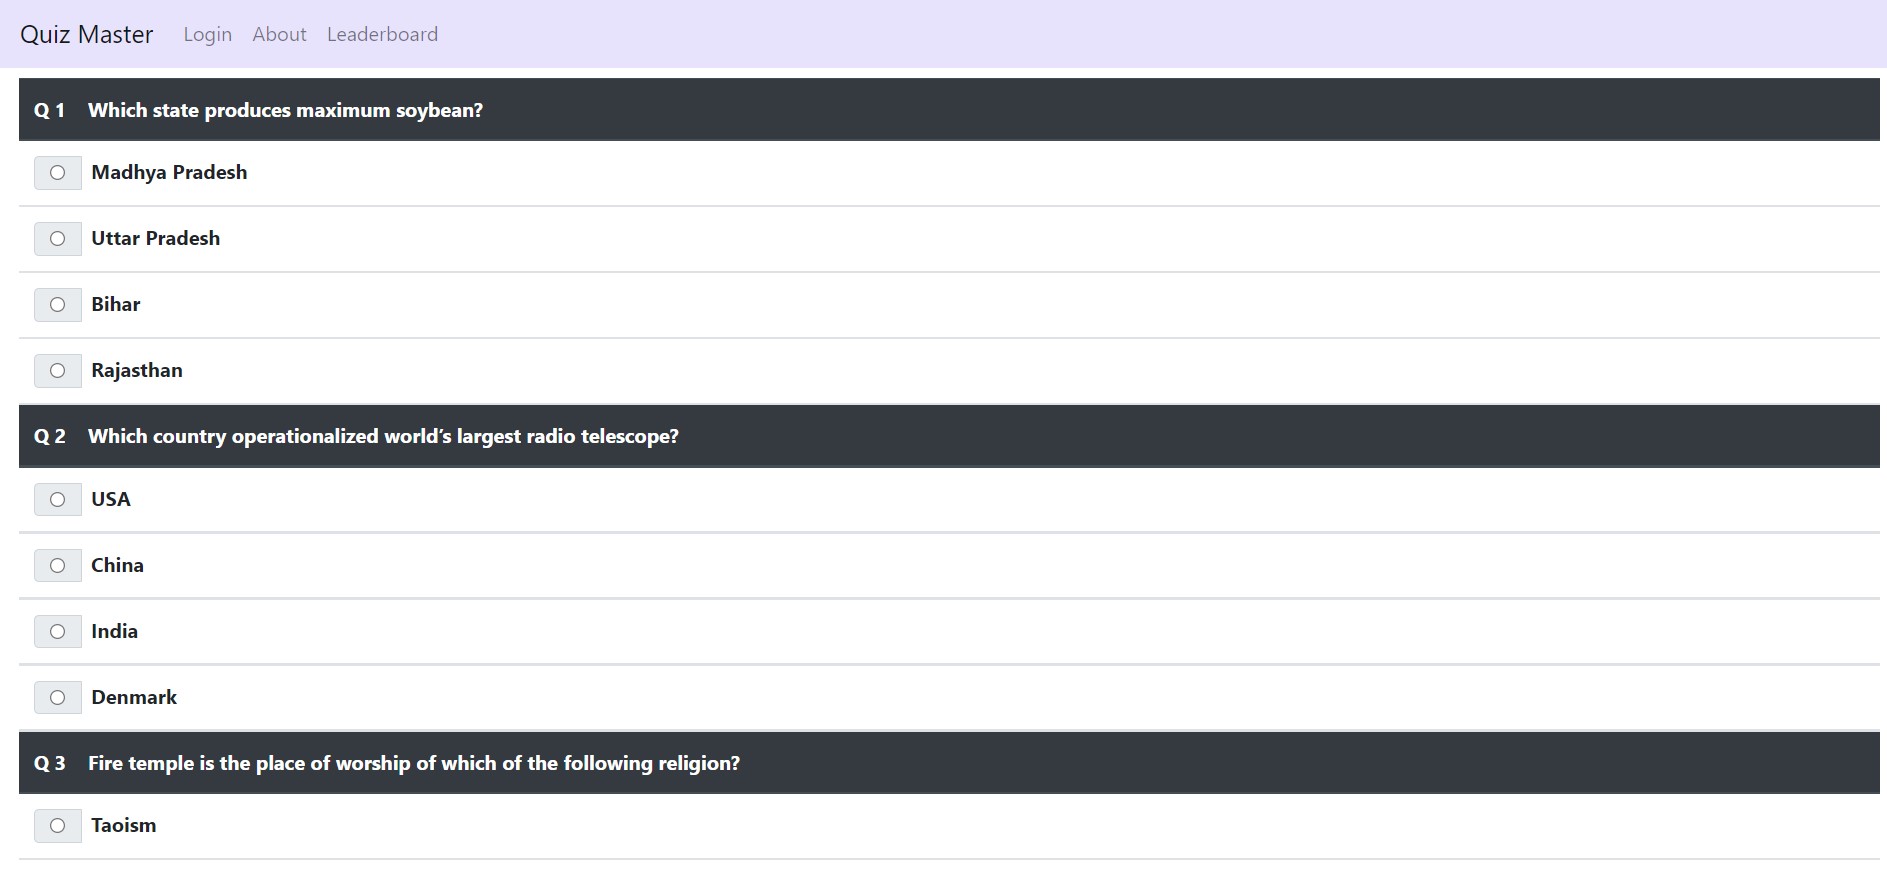 Quiz Master Login About Leaderboard
Q 1 Which state produces maximum soybean?
Madhya Pradesh
Uttar Pradesh
Bihar
Rajasthan
Q 2 Which country operationalized world’s largest radio telescope?
USA
China
India
Denmark
Q 3 Fire temple is the place of worship of which of the following religion?
Taoism